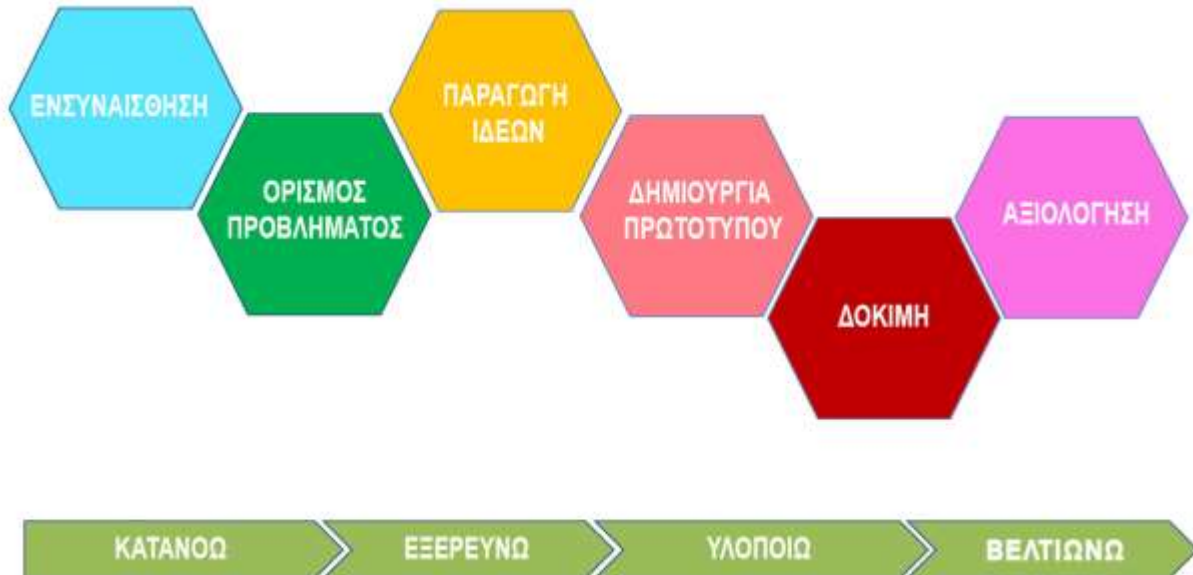 ΕΝΣΥΝΑΙΣΘΗΣΗ
ΟΡΙΣΜΟΣ
ΠΡΟΒΛΗΜΑΤΟΣ
ΠΑΡΑΓΩΓΗ
ΙΔΕΩΝ
ΔΗΜΙΟΥΡΓΙΑ
ΠΡΩΤΟΤΥΠΟΥ
ΔΟΚΙΜΗ
ΑΞΙΟΛΟΓΗΣΗ
ΚΑΤΑΝΟΩ
ΕΞΕΡΕΥΝΩ
ΥΛΟΠΟΙΩ
ΒΕΛΤΙΩΝΩ